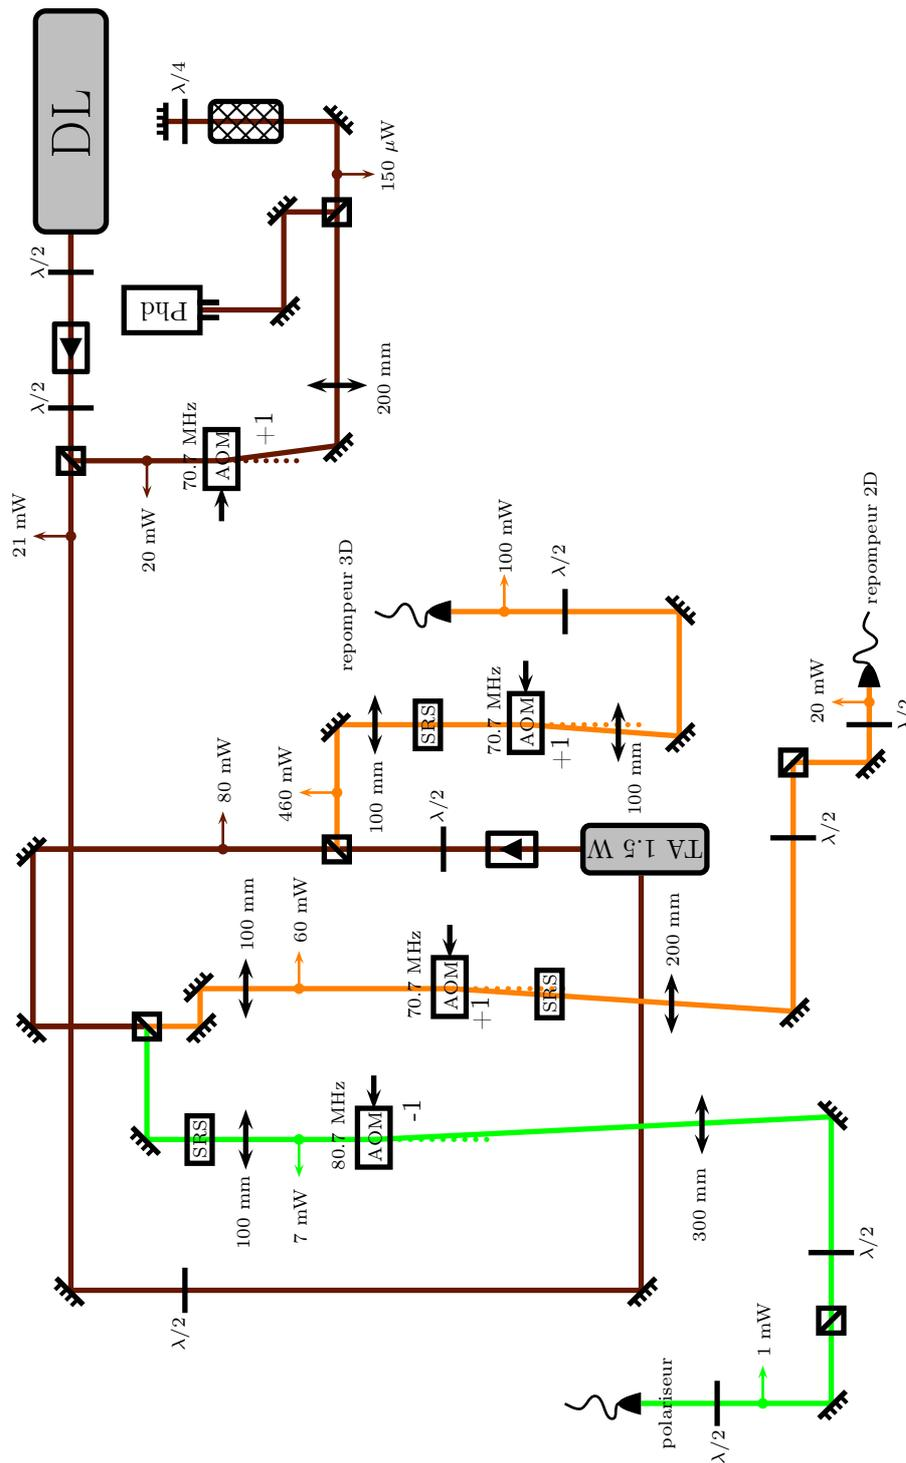 DL
λ/4
150 μW
λ/2
Phd
λ/2
200 mm
70.7 MHz
AOM
+1
21 mW
20 mW
repompeur 3D
100 mW
λ/2
repompeur 2D
80 mW
460 mW
100 mm
SRS
70.7 MHz
AOM
+1
100 mm
20 mW
λ/2
λ/2
TA 1.5 W
λ/2
100 mm
60 mW
70.7 MHz
AOM
+1
SRS
200 mm
SRS
100 mm
7 mW
80.7 MHz
AOM
-1
300 mm
λ/2
λ/2
polariseur
1 mW
λ/2